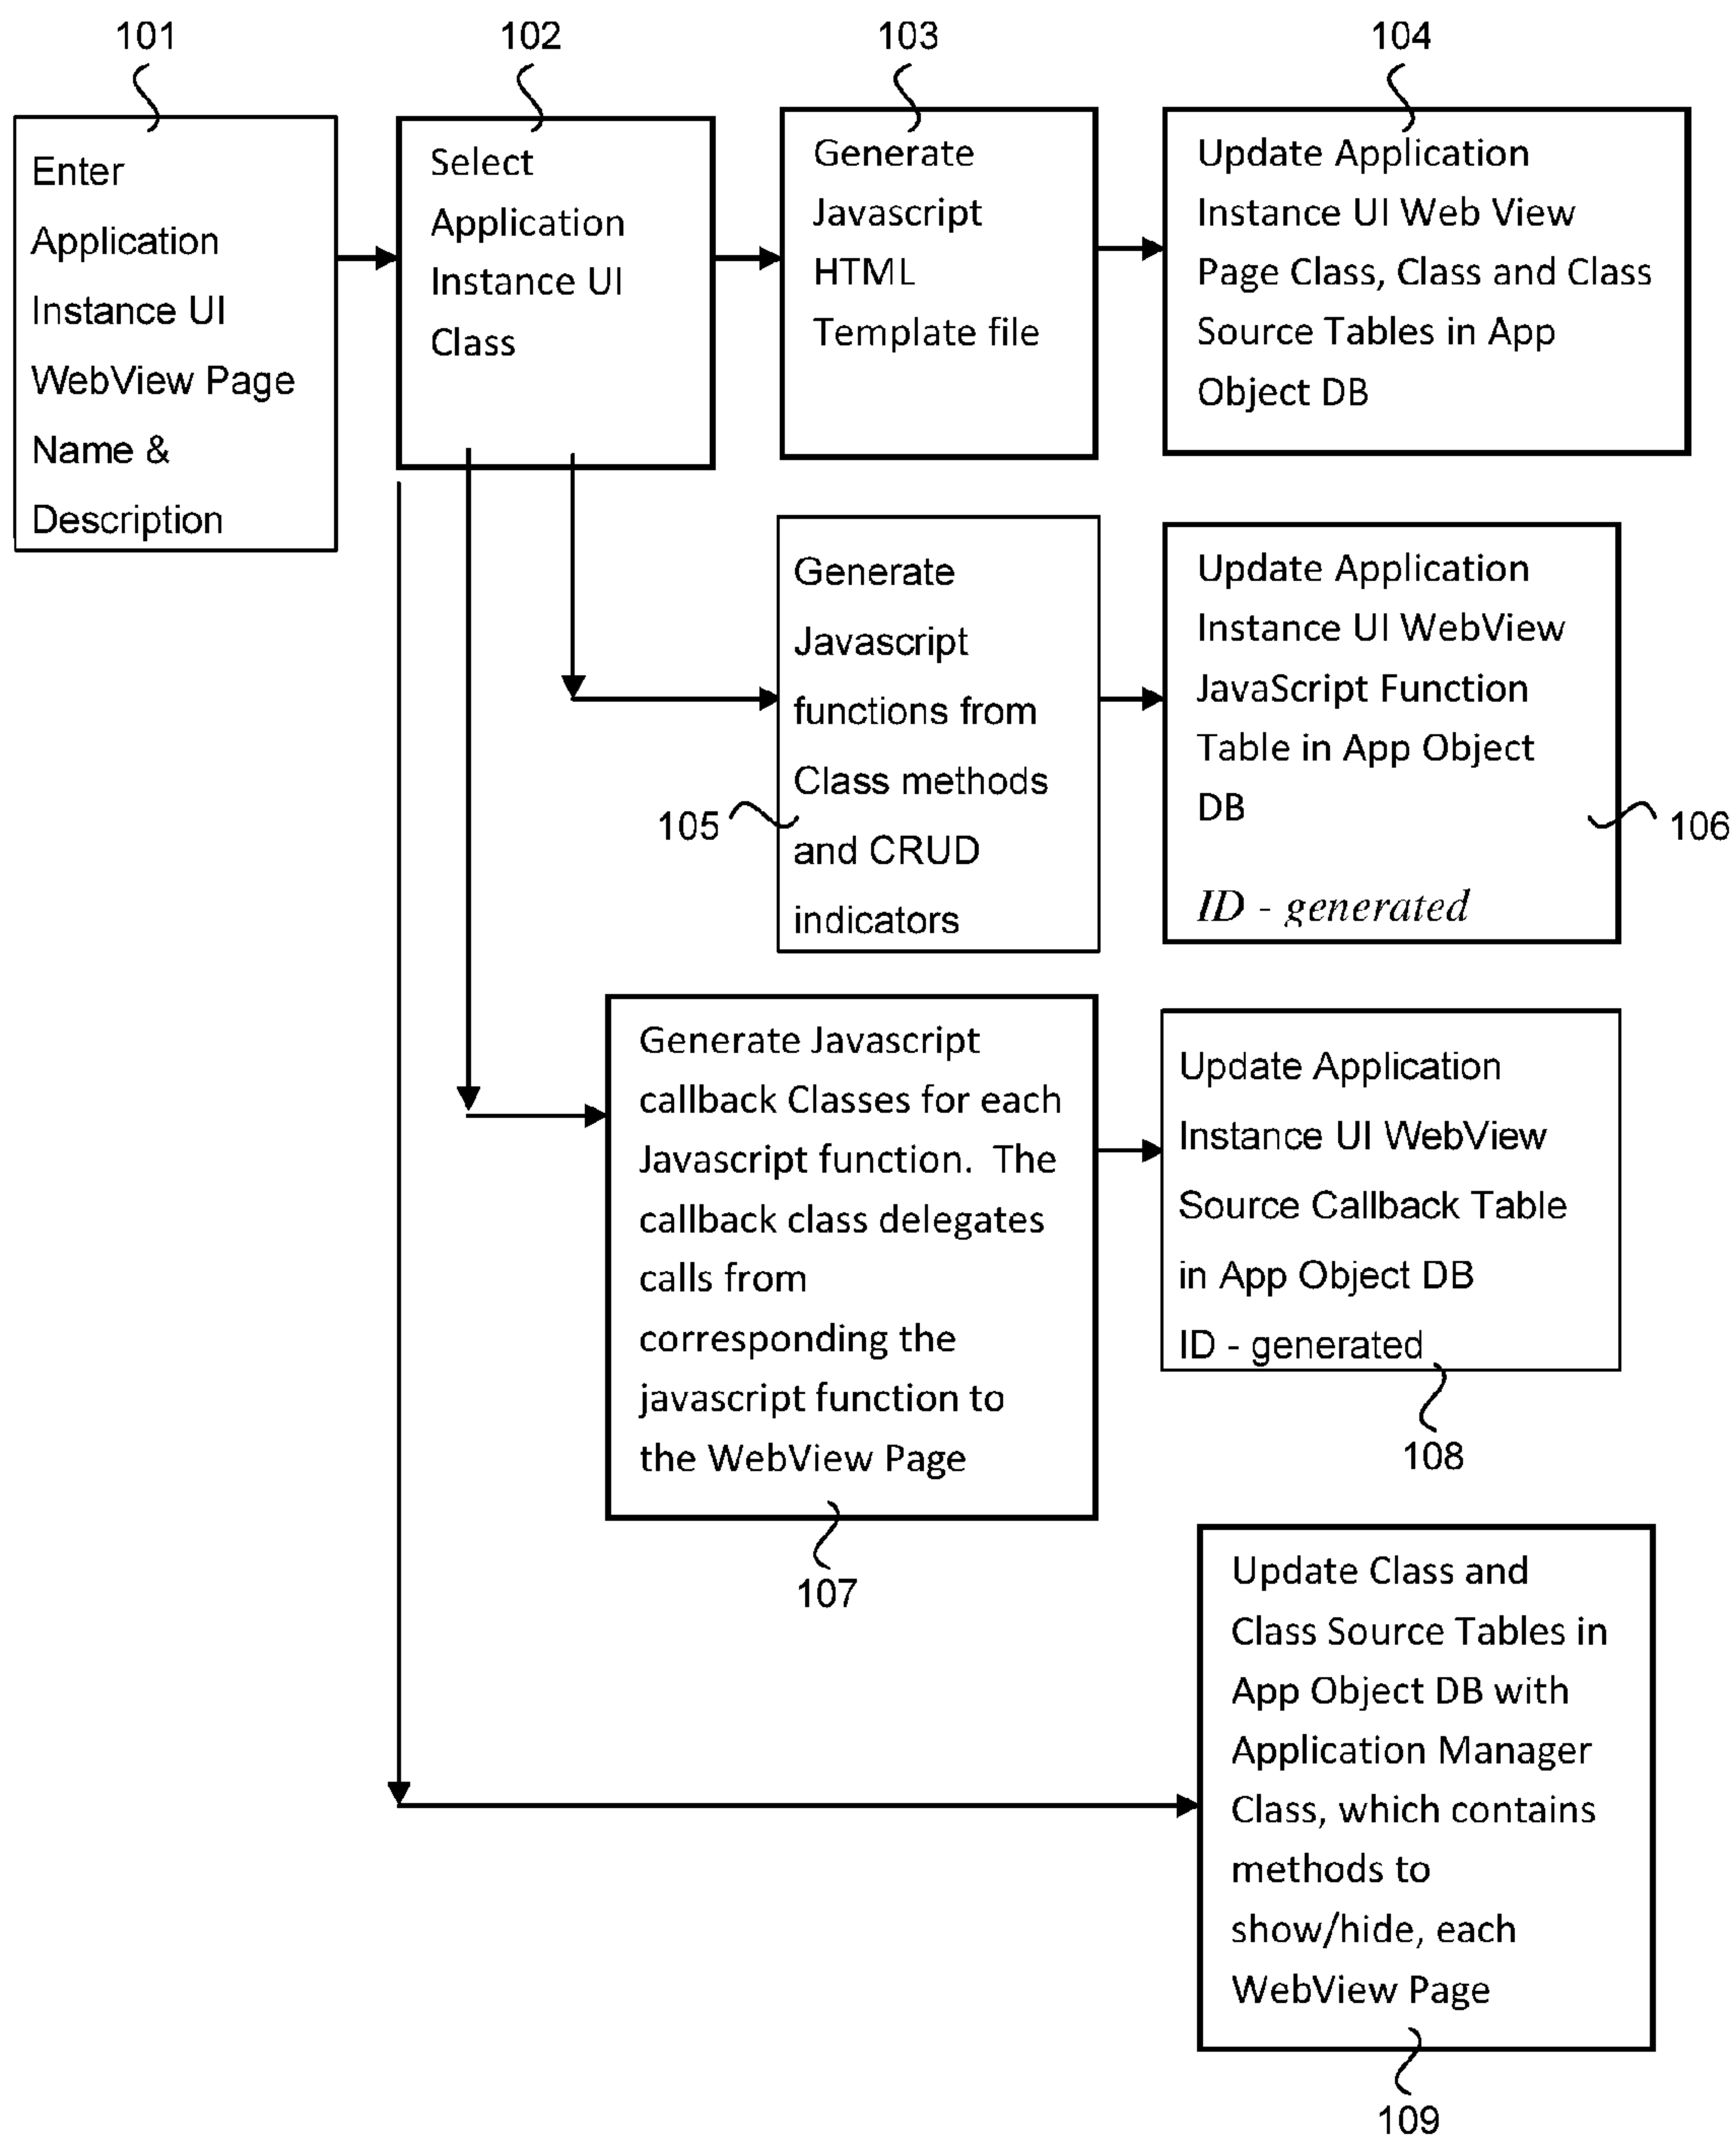 101
102
103
104
Enter
Application
Instance UI
WebView Page
Name &
Description
Select
Application
Instance UI
Class
Generate
Javascript
HTML
Template file
Update Application
Instance UI Web View
Page Class, Class and Class
Source Tables in App
Object DB
Generate
Javascript
functions from
Class methods
and CRUD
indicators
105
Update Application
Instance UI WebView
JavaScript Function
Table in App Object
DB
ID - generated
106
Generate Javascript
callback Classes for each
Javascript function. The
callback class delegates
calls from
corresponding the
javascript function to
the WebView Page
107
Update Application
Instance UI WebView
Source Callback Table
in App Object DB
ID - generated
108
Update Class and
Class Source Tables in
App Object DB with
Application Manager
Class, which contains
methods to
show/hide, each
WebView Page
109